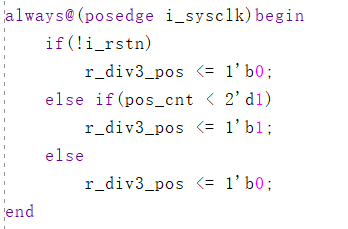 always@(posedge i_sysclk)begin
    if(!i_rstn)
        r_div3_pos <= 1'b0;
    else if(pos_cnt < 2'd1)
        r_div3_pos <= 1'b1;
    else
        r_div3_pos <= 1'b0;
end